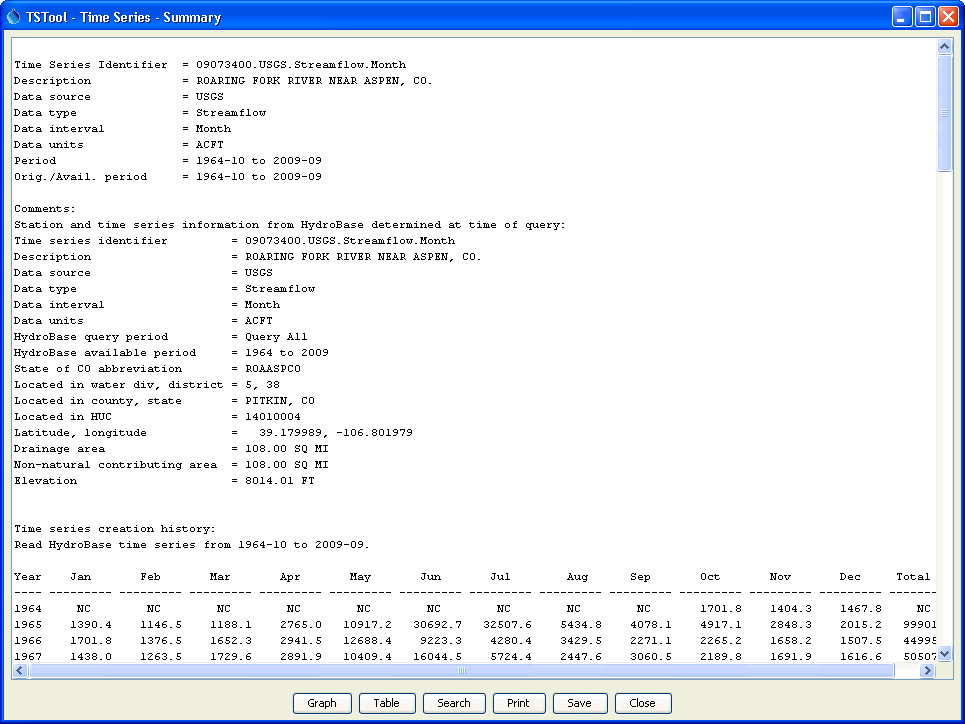 TSTool - Time Series - Summary
Time Series Identifier = 09073400.USGS.Streamflow.Month
Description = ROARING FORK RIVER NEAR ASPEN, CO.
Data source = USGS
Data type = Streamflow
Data interval = Month
Data units = ACFT
Period = 1964-10 to 2009-09
Orig./Avail. period = 1964-10 to 2009-09
Comments:
Station and time series information from HydroBase determined at time of query:
Time series identifier = 09073400.USGS.Streamflow.Month
Description = ROARING FORK RIVER NEAR ASPEN, CO.
Data source = USGS
Data type = Streamflow
Data interval = Month
Data units = ACFT
HydroBase query period = Query All
HydroBase available period = 1964 to 2009
State of CO abbreviation = ROAASPCO
Located in water div, district = 5, 38
Located in county, state = PITKIN, CO
Located in HUC = 14010004
Latitude, longitude = 39.179989, -106.801979
Drainage area = 108.00 SQ MI
Non-natural contributing area = 108.00 SQ MI
Elevation = 8014.01 FT
Time series creation history:
Read HydroBase time series from 1964-10 to 2009-09.
Year Jan Feb Mar Apr May Jun Jul Aug Sep Oct Nov Dec Total
---- --------- --------- --------- --------- --------- --------- --------- --------- --------- --------- --------- --------- -----
1964 NC NC NC NC NC NC NC NC NC 1701.8 1404.3 1467.8 NC
1965 1390.4 1146.5 1188.1 2765.0 10917.2 30692.7 32507.6 5434.8 4078.1 4917.1 2848.3 2015.2 99901
1966 1701.8 1376.5 1652.3 2941.5 12688.4 9223.3 4280.4 3429.5 2271.1 2265.2 1658.2 1507.5 44995
1967 1438.0 1263.5 1729.6 2891.9 10409.4 16044.5 5724.4 2447.6 3060.5 2189.8 1691.9 1616.6 50507
Graph Table Search Print Save Close